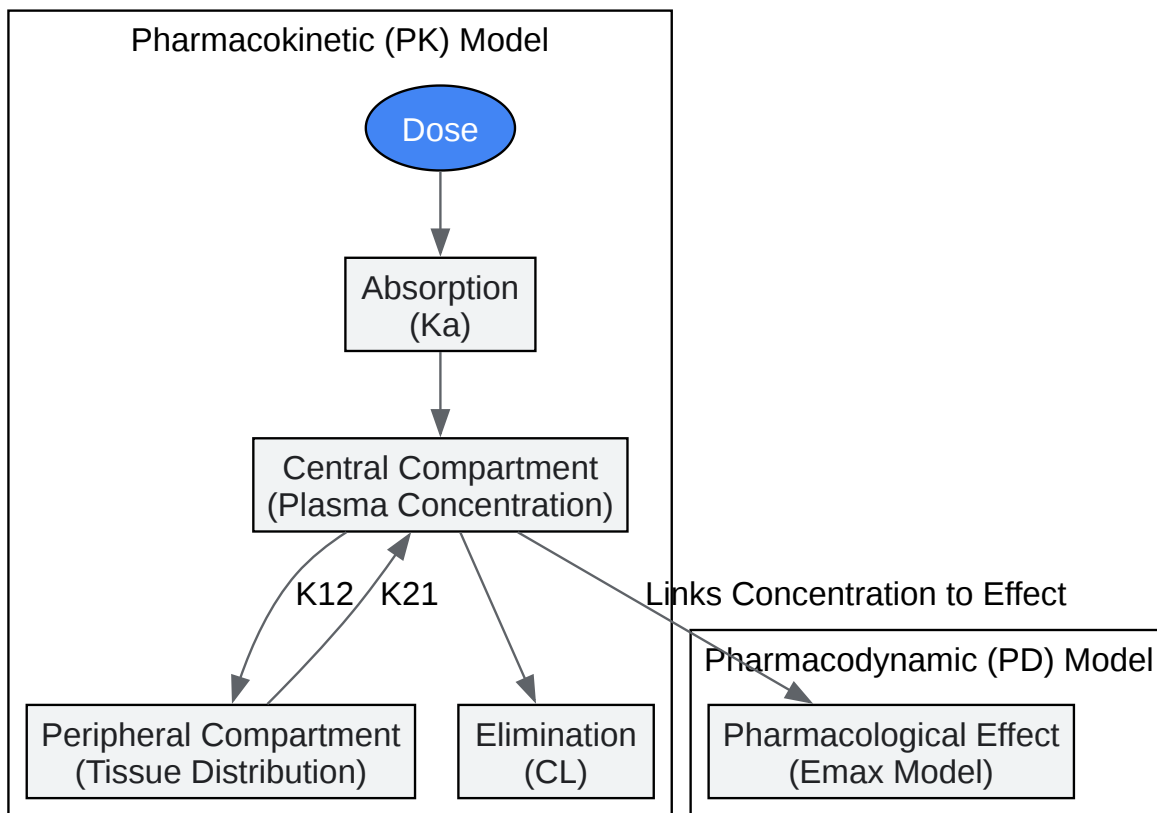 Pharmacokinetic (PK) Model
Dose
Absorption
(Ka)
Central Compartment
(Plasma Concentration)
K12
K21
Links Concentration to Effect
Pharmacodynamic (PD) Model
Peripheral Compartment
(Tissue Distribution)
Elimination
(CL)
Pharmacological Effect
(Emax Model)